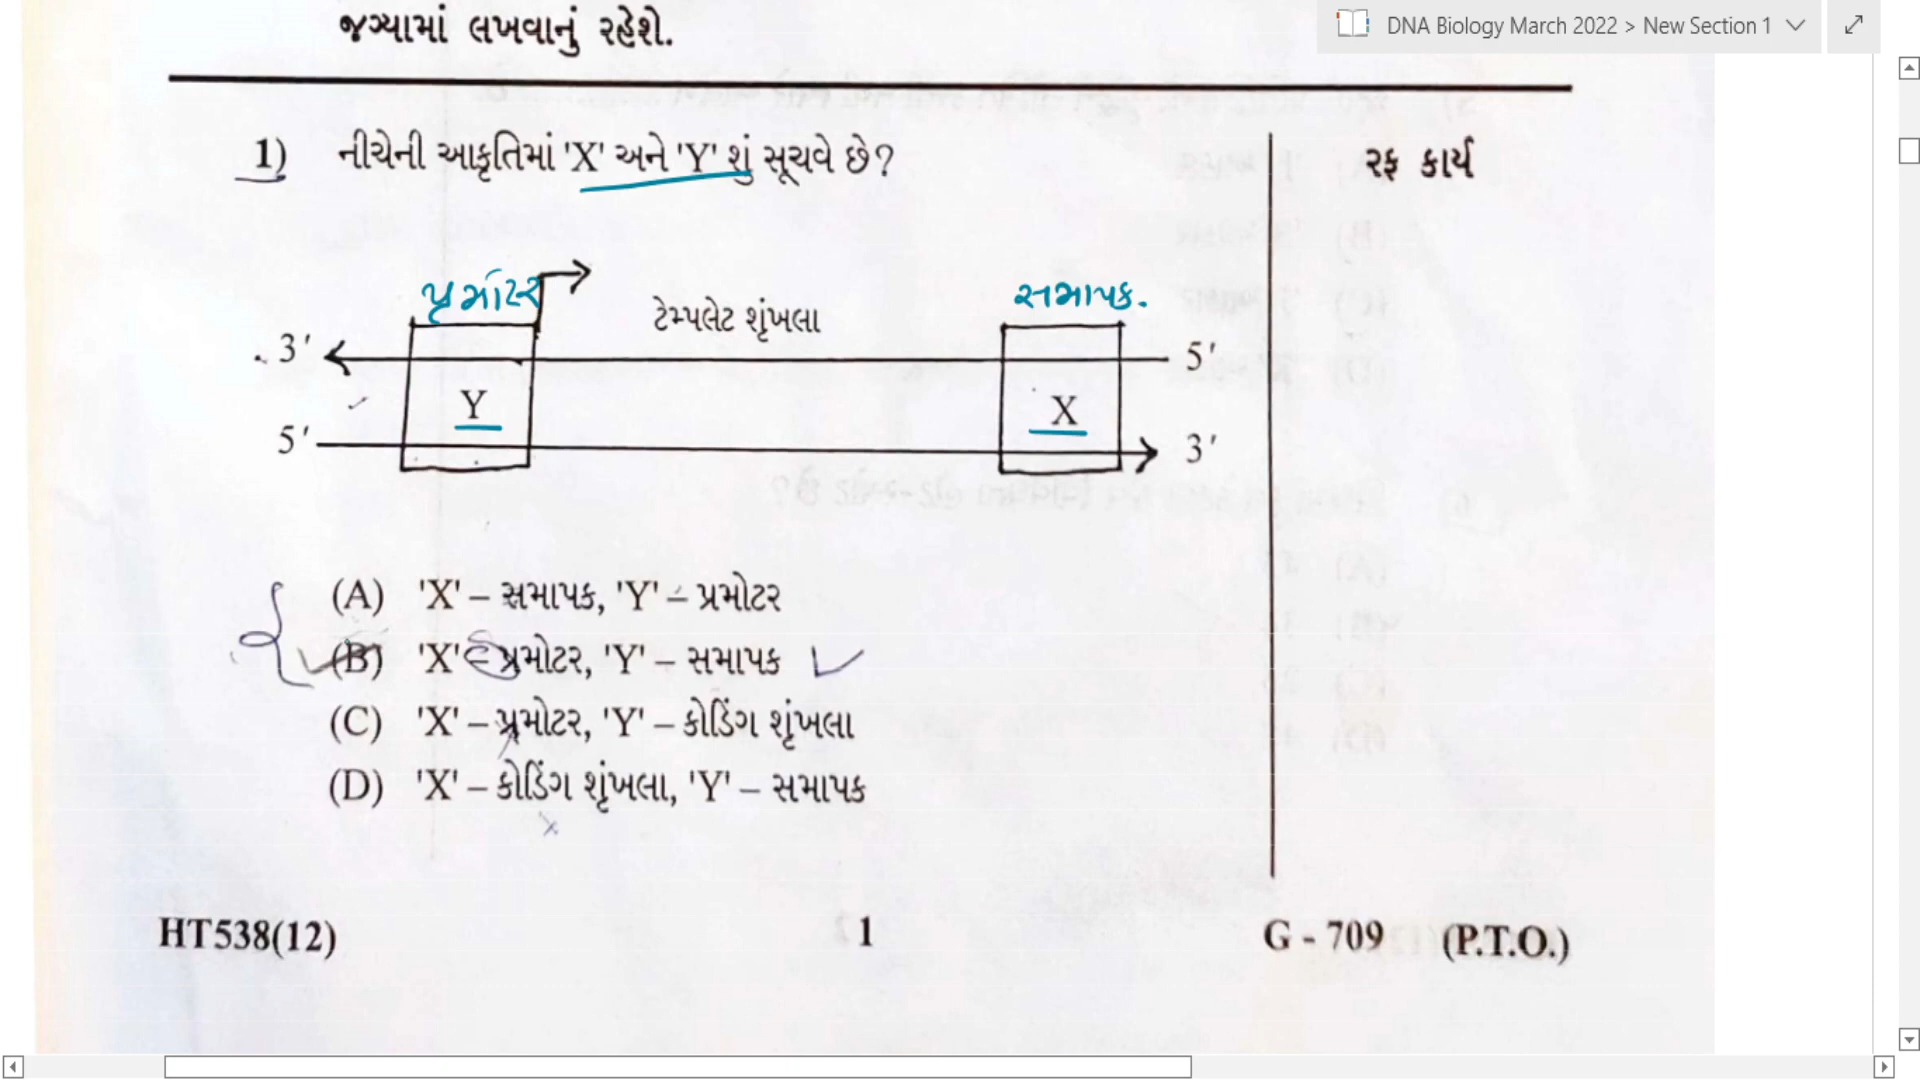 જગ્યામાં લખવાનું રહેશે.
DNA Biology March 2022 > New Section 1
1) નીચેની આકૃતિમાં 'X' અને 'Y' શું સૂચવે છે?
રફ કાર્ય
પ્રમોટર
ટેમ્પલેટ શૃંખલા
સમાપક.
3'
5'
Y
X
5'
3'
(A) 'X' – સમાપક, 'Y' – પ્રમોટર
(B) 'X' – પ્રમોટર, 'Y' – સમાપક
(C) 'X' – પ્રમોટર, 'Y' – કોડિંગ શૃંખલા
(D) 'X' – કોડિંગ શૃંખલા, 'Y' – સમાપક
HT538(12)
1
G - 709
(P.T.O.)